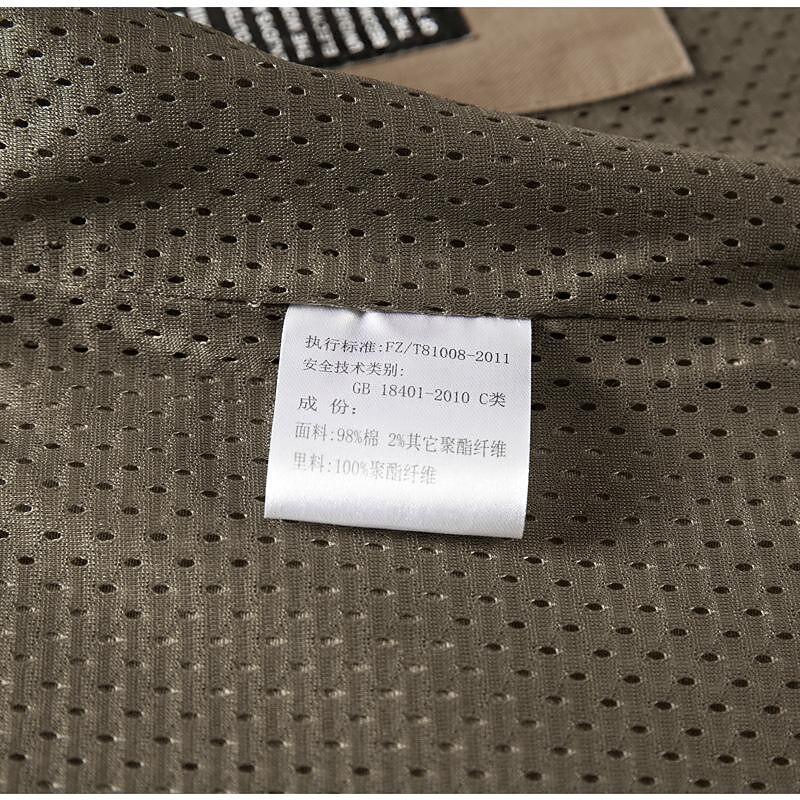 执行标准:FZ/T81008-2011
安全技术类别:
GB 18401-2010 C类
成 份:
面料:98%棉 2%其它聚酯纤维
里料:100%聚酯纤维